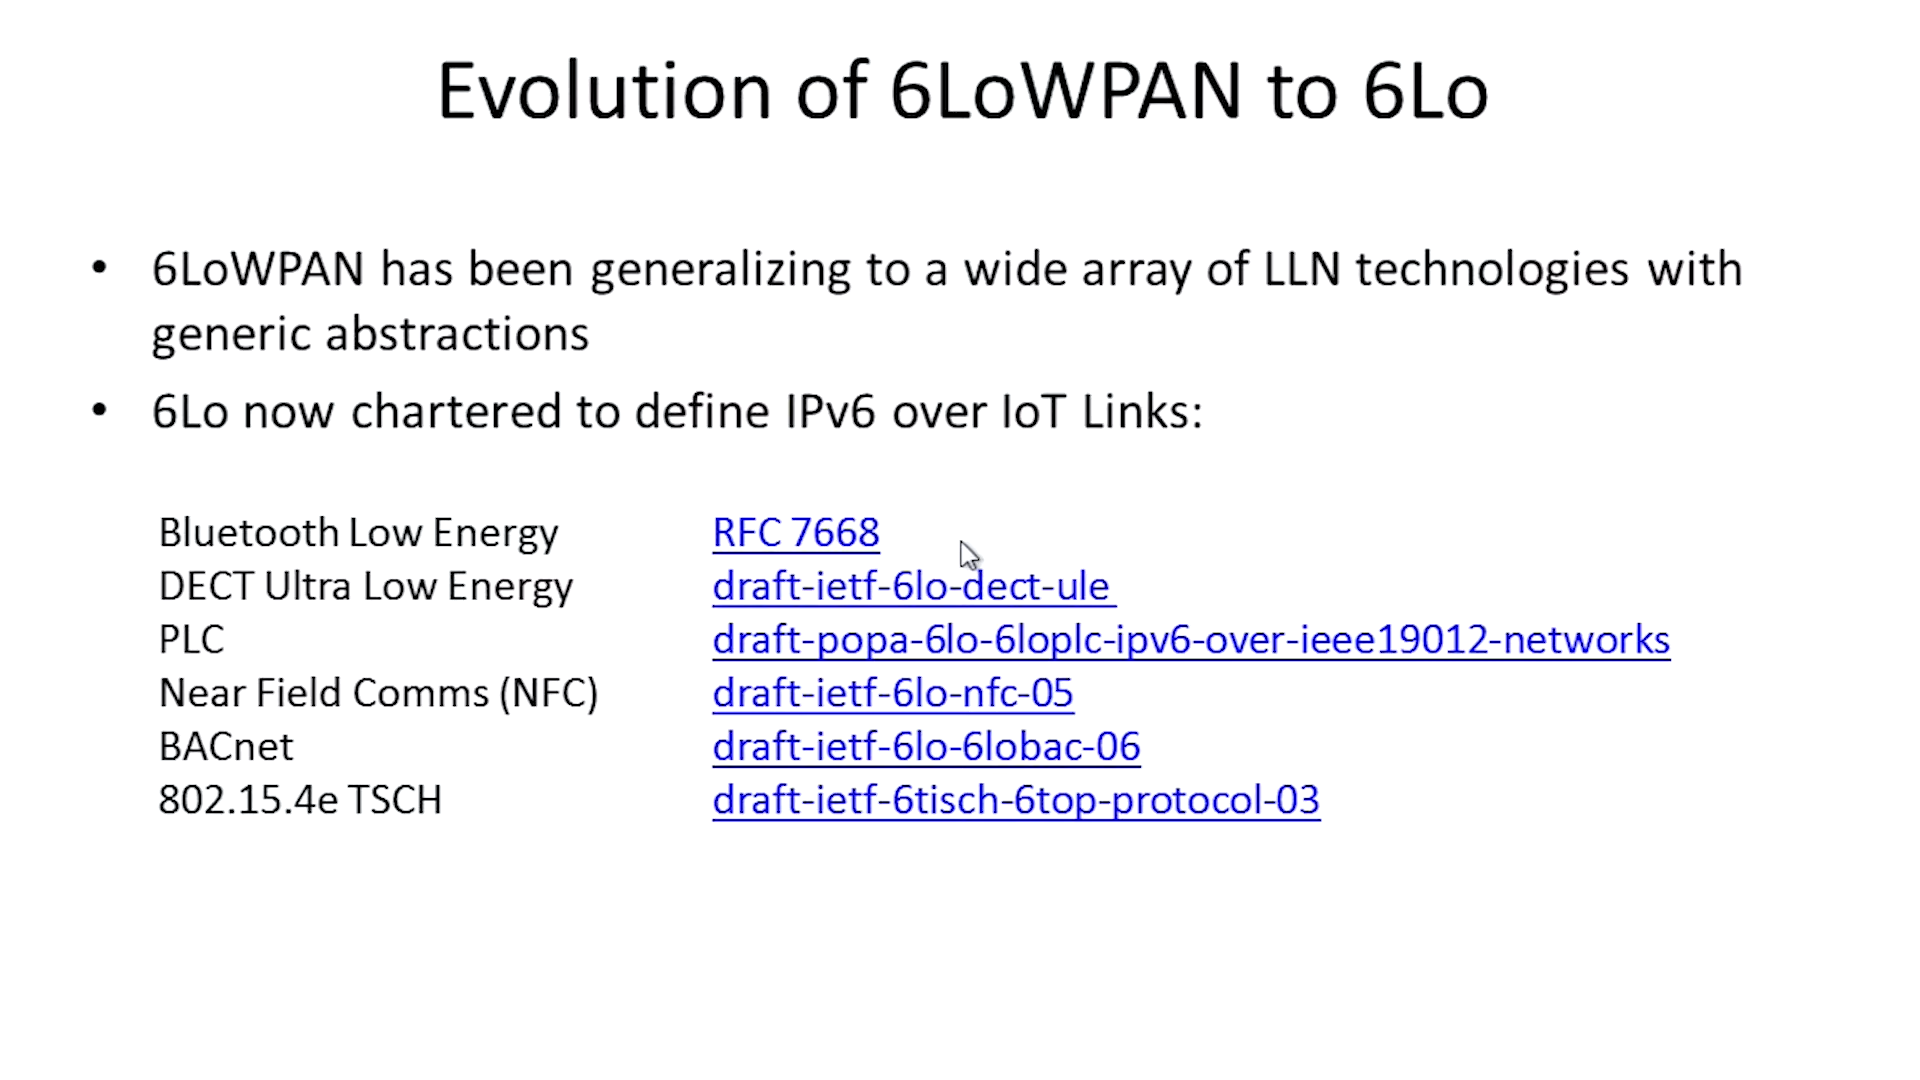 Evolution of 6LoWPAN to 6Lo
• 6LoWPAN has been generalizing to a wide array of LLN technologies with
generic abstractions
• 6Lo now chartered to define IPv6 over IoT Links:
Bluetooth Low Energy RFC 7668
DECT Ultra Low Energy draft-ietf-6lo-dect-ule
PLC draft-popa-6lo-6loplc-ipv6-over-ieee19012-networks
Near Field Comms (NFC) draft-ietf-6lo-nfc-05
BACnet draft-ietf-6lo-6lobac-06
802.15.4e TSCH draft-ietf-6tisch-6top-protocol-03